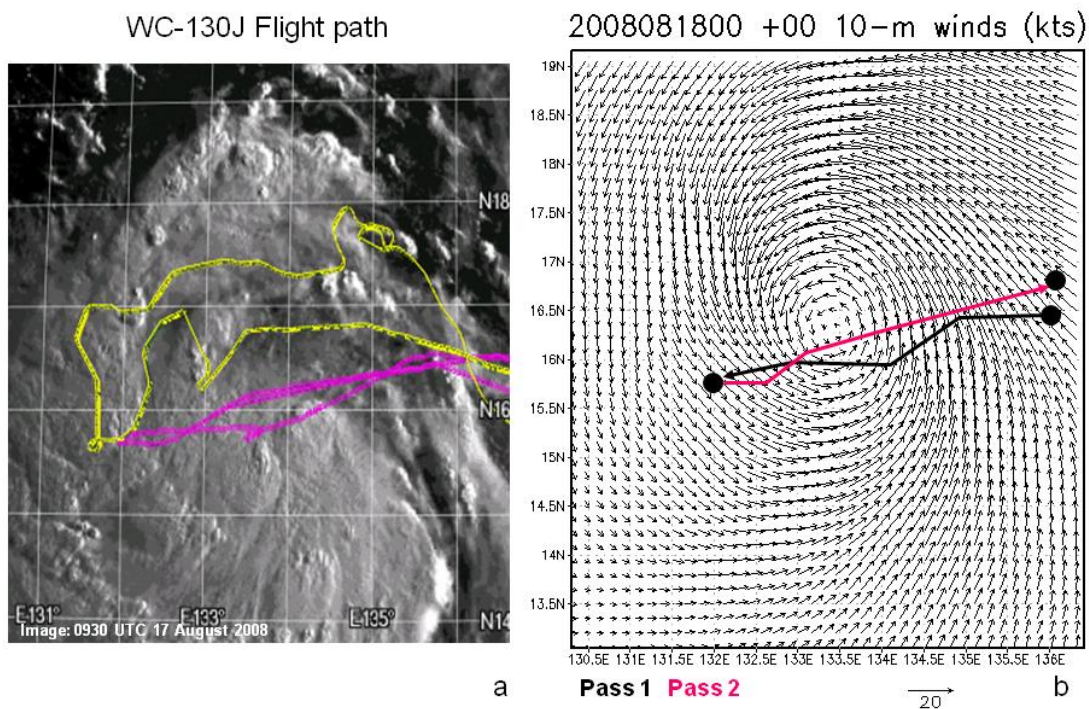 WC-130J Flight path
2008081800 +00 10-m winds (kts)
N18
N16
E131°
E133°
E135°
N14
Image: 0930 UTC 17 August 2008
19N
18.5N
18N
17.5N
17N
16.5N
16N
15.5N
15N
14.5N
14N
13.5N
130.5E 131E 131.5E 132E 132.5E 133E 133.5E 134E 134.5E 135E 135.5E 136E
a
Pass 1 Pass 2
20
b